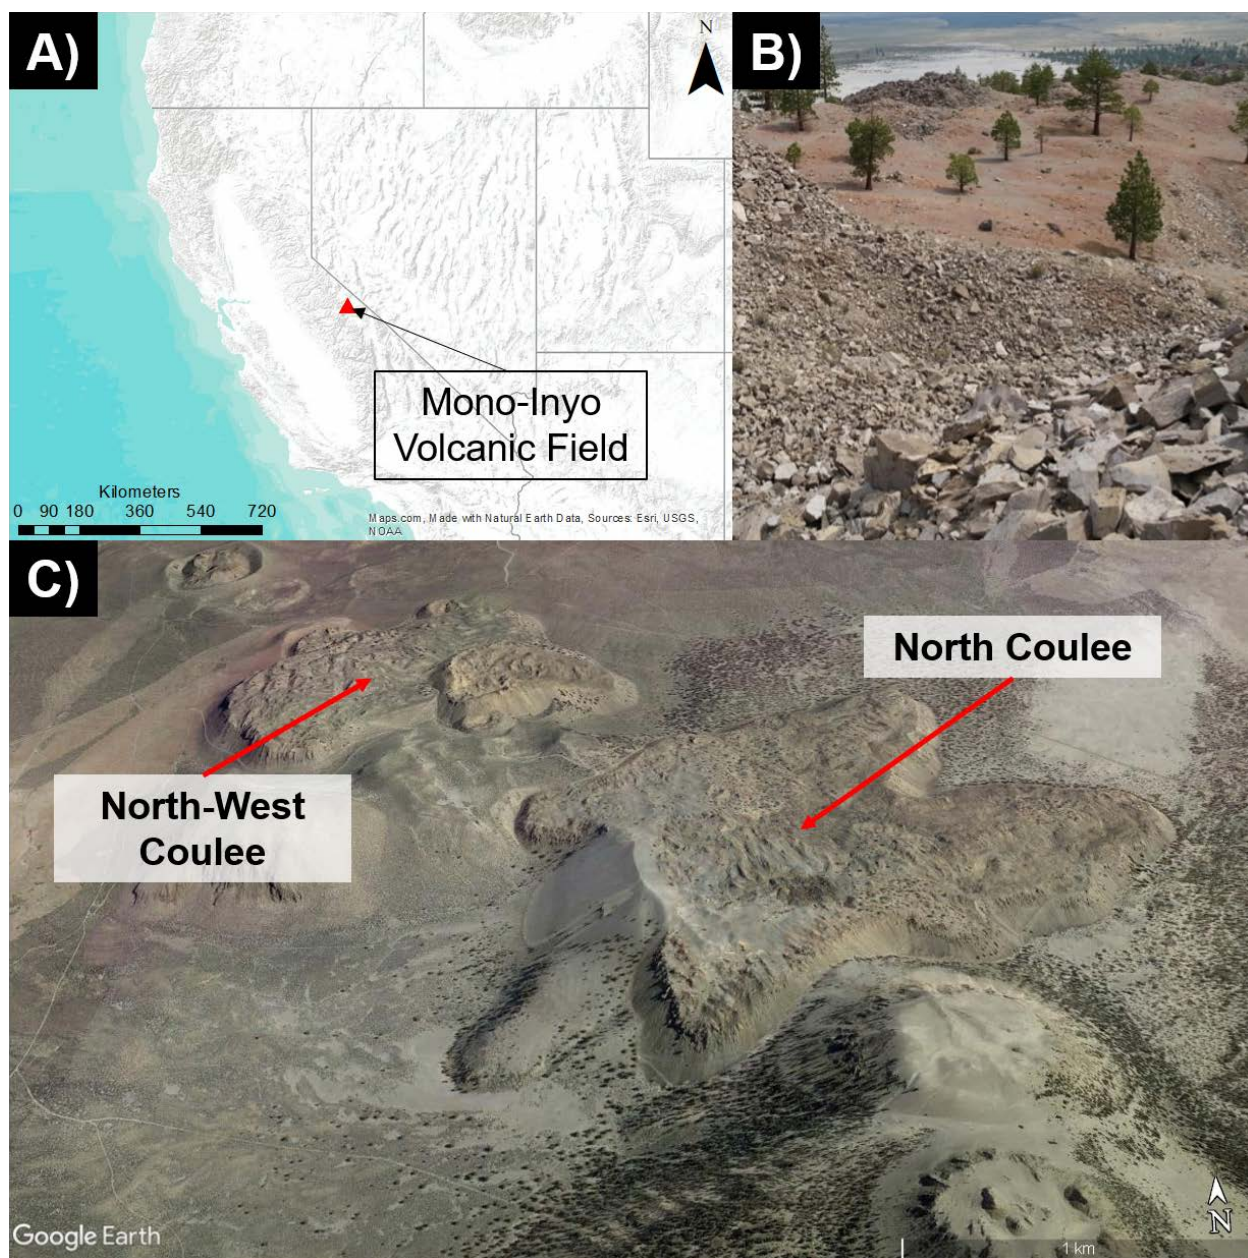 A)
N
Mono-Inyo
Volcanic Field
Kilometers
0 90 180 360 540 720
Maps.com, Made with Natural Earth Data, Sources: Esri, USGS,
NOAA
B)
C)
North Coulee
North-West
Coulee
Google Earth
N
1 km